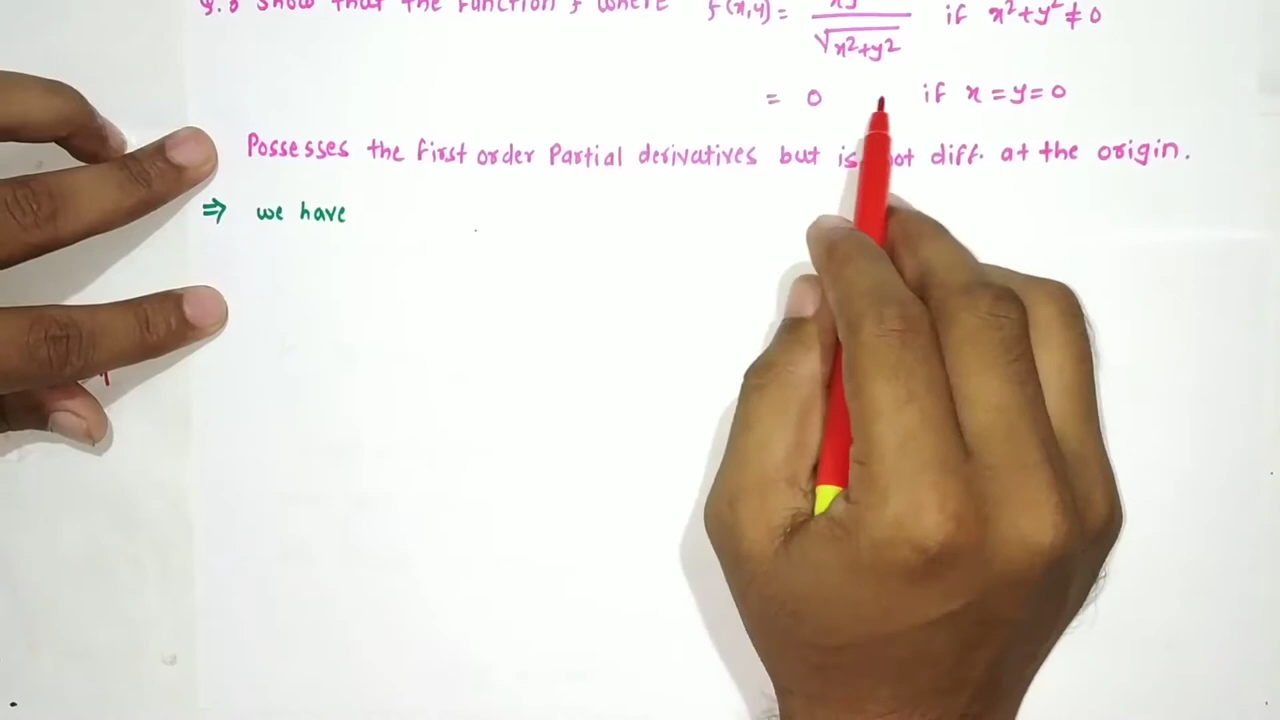 Show that the Function f where f(x,y) = xy / √x²+y² if x²+y² ≠ 0
= 0 if x = y = 0
Possesses the First order Partial derivatives but is not diff. at the origin.
⇒ we have